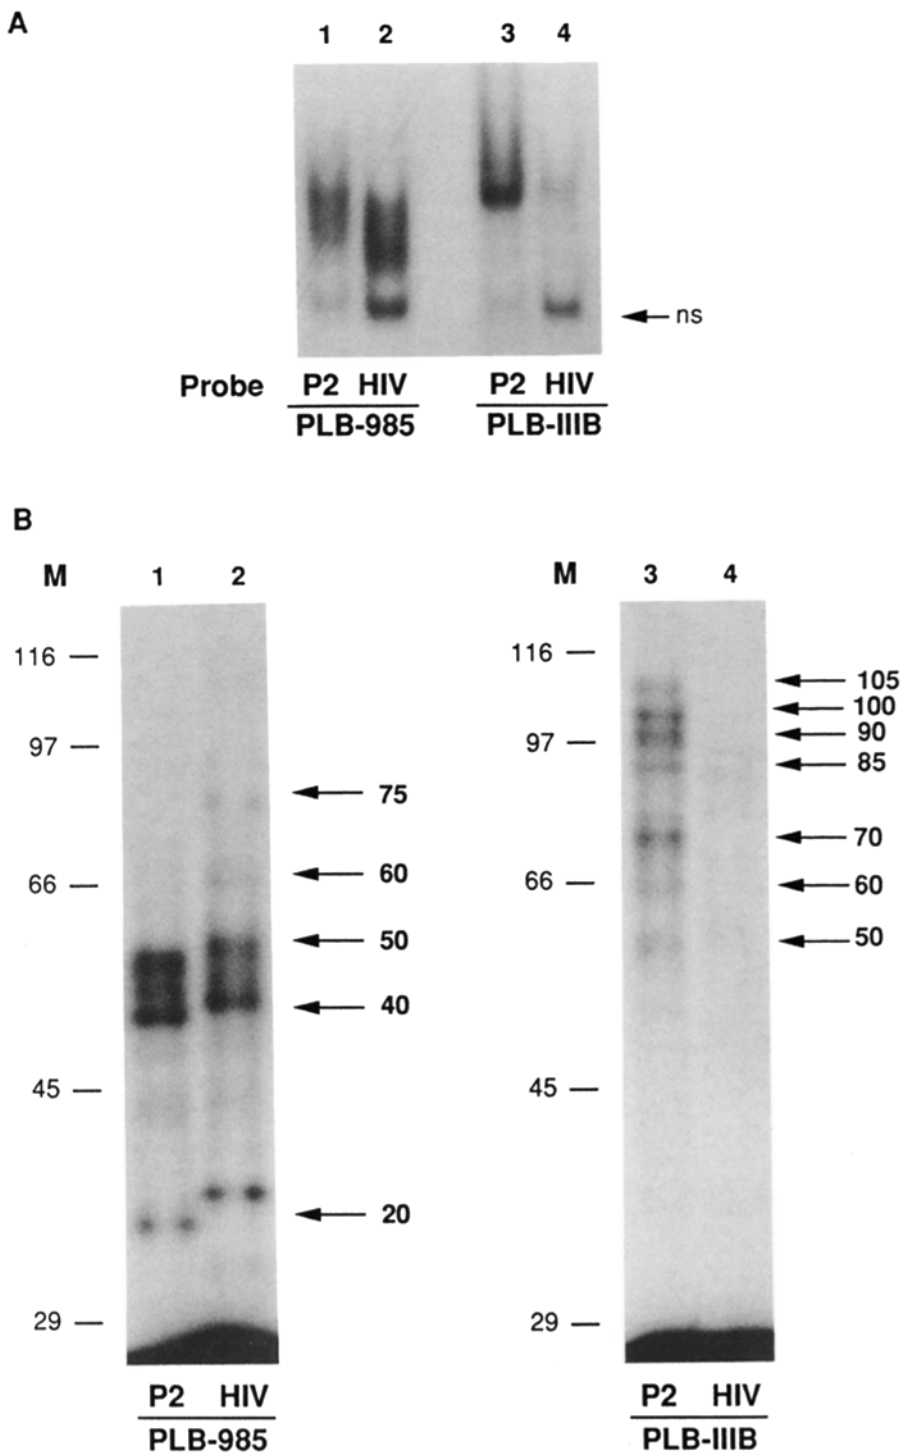 A
1 2 3 4
ns
Probe P2 HIV P2 HIV
PLB-985 PLB-IIIB
B
M 1 2 M 3 4
116 116
105
100
90
97 97
85
75
70
60
66 66
60
50
50
40
45 45
20
29 29
P2 HIV P2 HIV
PLB-985 PLB-IIIB